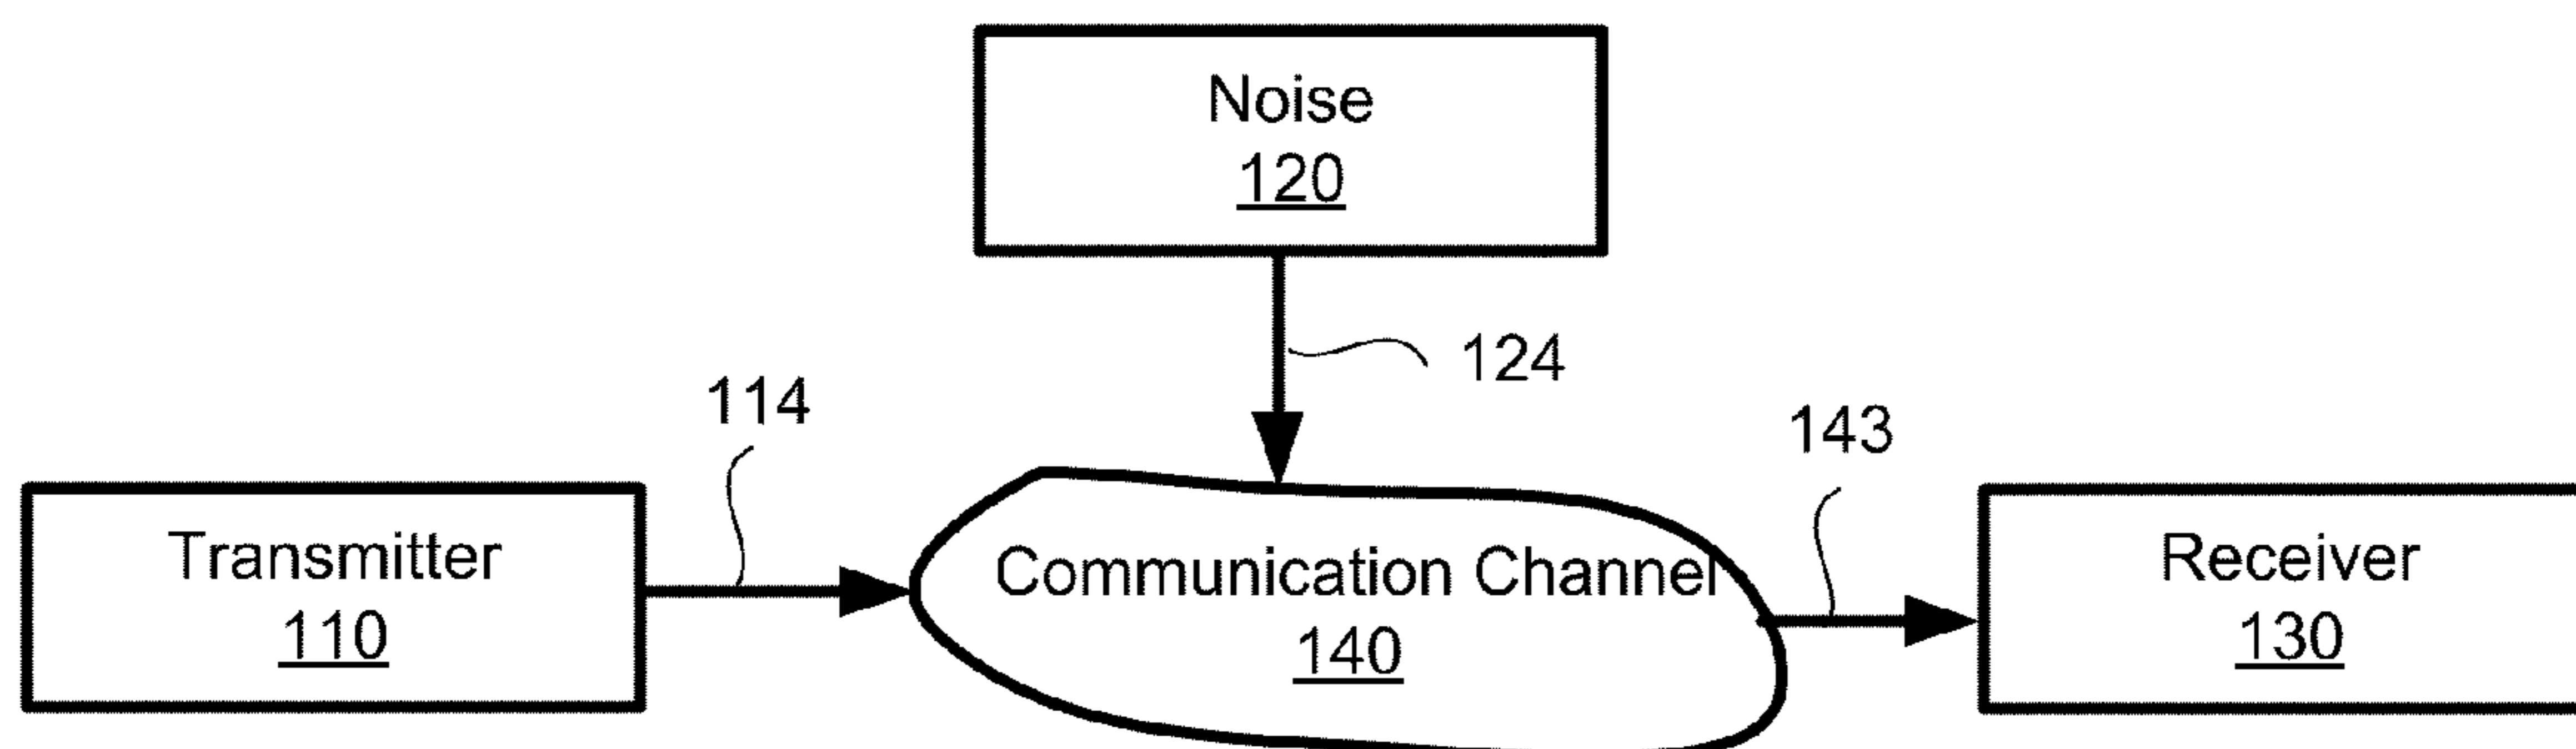 Noise
120
124
114
143
Transmitter
110
Communication Channel
140
Receiver
130